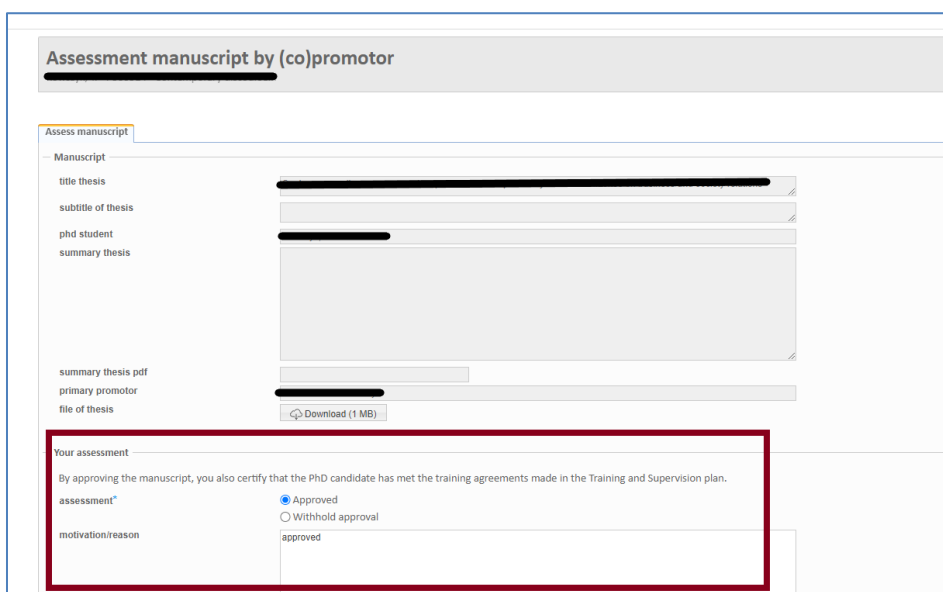 Assessment manuscript by (co)promotor
Assess manuscript
Manuscript
title thesis
subtitle of thesis
phd student
summary thesis
summary thesis pdf
primary promotor
file of thesis
Download (1 MB)
Your assessment
By approving the manuscript, you also certify that the PhD candidate has met the training agreements made in the Training and Supervision plan.
assessment*
Approved
Withhold approval
motivation/reason
approved